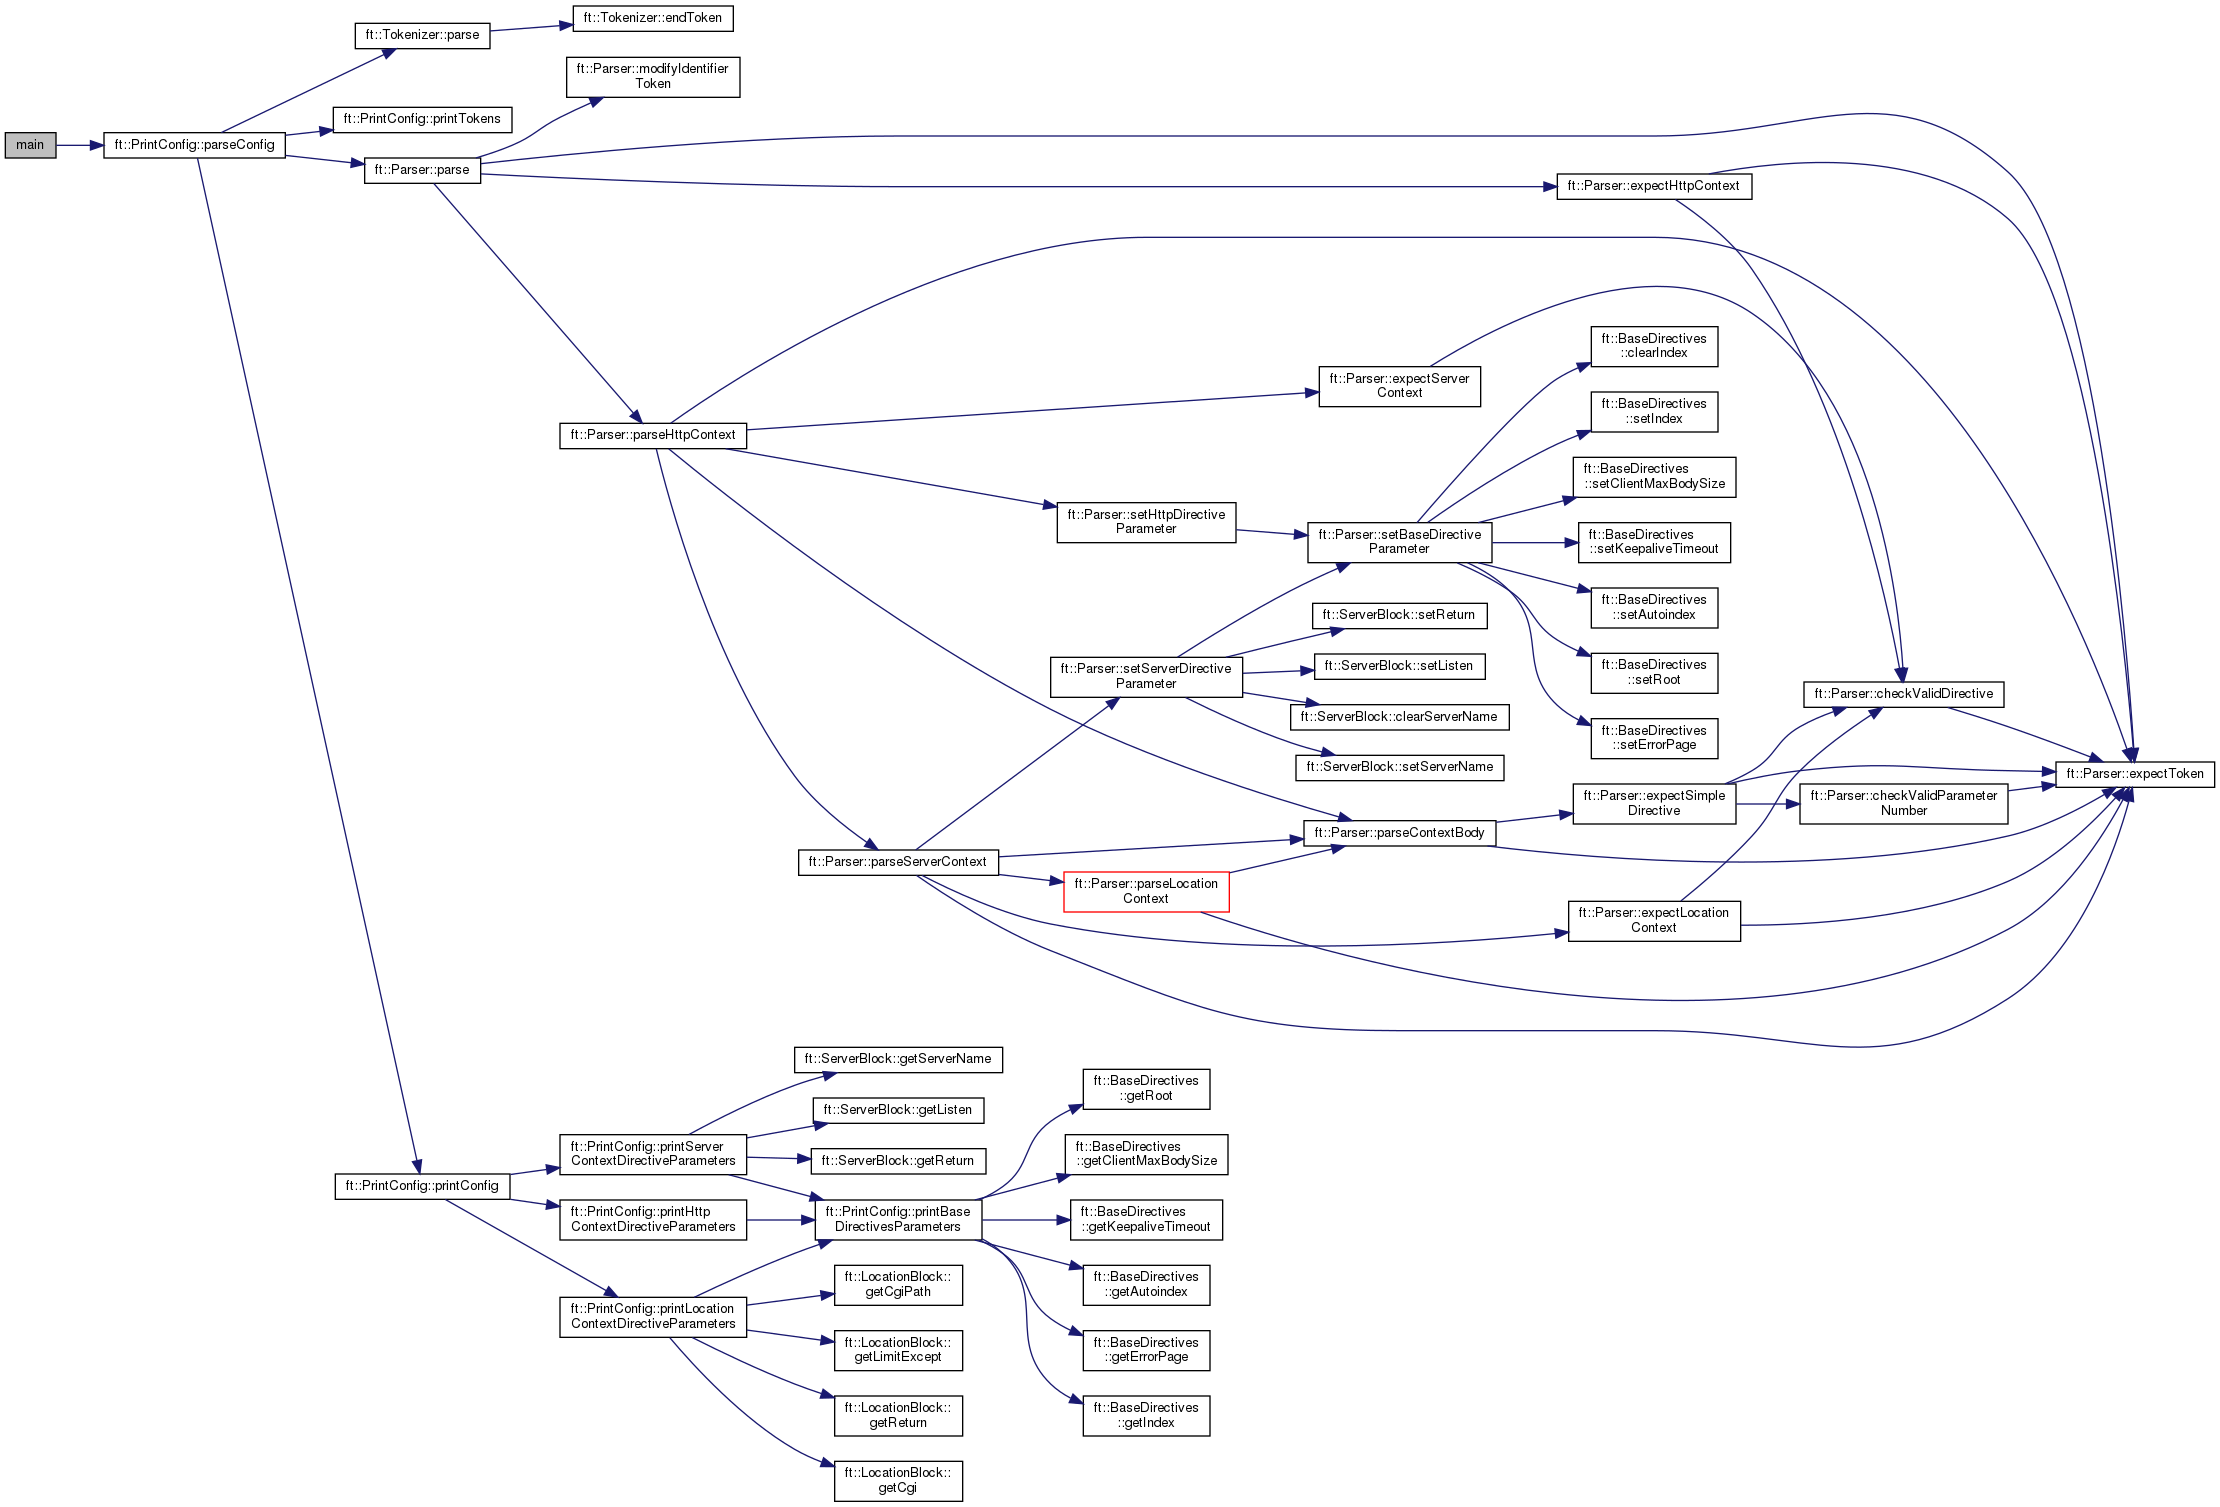 main
ft::PrintConfig::parseConfig
ft::Tokenizer::parse
ft::Tokenizer::endToken
ft::PrintConfig::printTokens
ft::Parser::parse
ft::Parser::modifyIdentifier
Token
ft::Parser::expectHttpContext
ft::Parser::parseHttpContext
ft::Parser::expectServer
Context
ft::Parser::setHttpDirective
Parameter
ft::Parser::setBaseDirective
Parameter
ft::BaseDirectives
::clearIndex
ft::BaseDirectives
::setIndex
ft::BaseDirectives
::setClientMaxBodySize
ft::BaseDirectives
::setKeepaliveTimeout
ft::BaseDirectives
::setAutoindex
ft::BaseDirectives
::setRoot
ft::BaseDirectives
::setErrorPage
ft::Parser::setServerDirective
Parameter
ft::ServerBlock::setReturn
ft::ServerBlock::setListen
ft::ServerBlock::clearServerName
ft::ServerBlock::setServerName
ft::Parser::checkValidDirective
ft::Parser::expectToken
ft::Parser::expectSimple
Directive
ft::Parser::checkValidParameter
Number
ft::Parser::parseContextBody
ft::Parser::parseServerContext
ft::Parser::parseLocation
Context
ft::Parser::expectLocation
Context
ft::PrintConfig::printConfig
ft::PrintConfig::printServer
ContextDirectiveParameters
ft::PrintConfig::printHttp
ContextDirectiveParameters
ft::PrintConfig::printLocation
ContextDirectiveParameters
ft::ServerBlock::getServerName
ft::ServerBlock::getListen
ft::ServerBlock::getReturn
ft::PrintConfig::printBase
DirectivesParameters
ft::LocationBlock::
getCgiPath
ft::LocationBlock::
getLimitExcept
ft::LocationBlock::
getReturn
ft::LocationBlock::
getCgi
ft::BaseDirectives
::getRoot
ft::BaseDirectives
::getClientMaxBodySize
ft::BaseDirectives
::getKeepaliveTimeout
ft::BaseDirectives
::getAutoindex
ft::BaseDirectives
::getErrorPage
ft::BaseDirectives
::getIndex